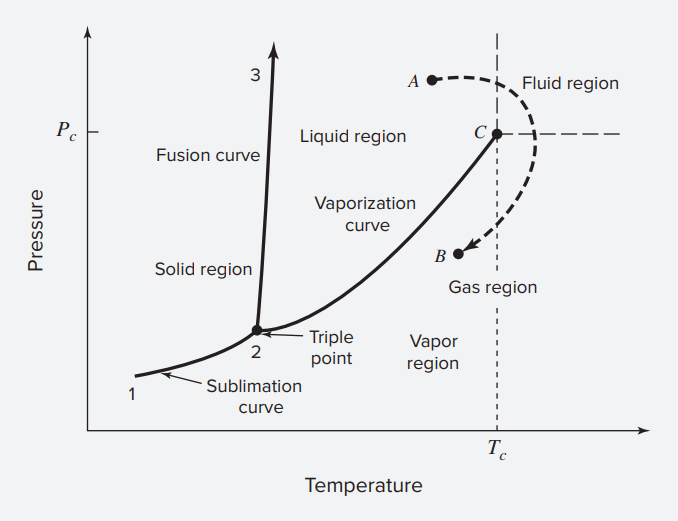 3
A
Fluid region
P_c
C
Liquid region
Fusion curve
Vaporization
curve
Pressure
B
Solid region
Gas region
Triple
point
Vapor
region
2
1
Sublimation
curve
T_c
Temperature